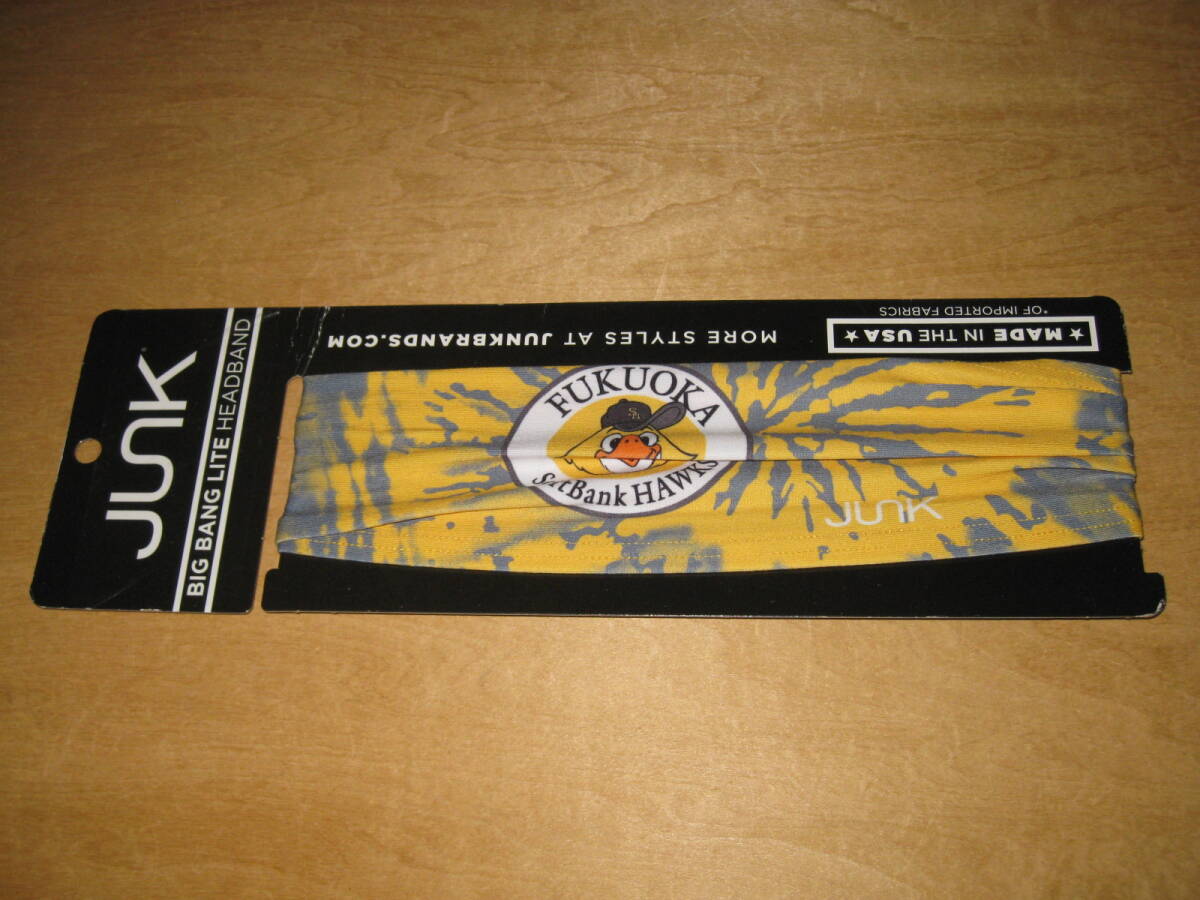 JUNK
BIG BANG LITE HEADBAND
MORE STYLES AT JUNKBRANDS.COM
★ MADE IN THE USA ★
*OF IMPORTED FABRICS
FUKUOKA
SH
SoftBank HAWKS
JUNK